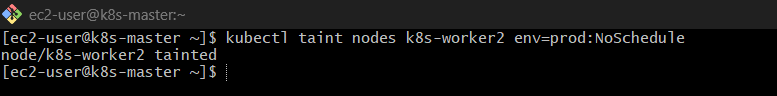 ec2-user@k8s-master:~
[ec2-user@k8s-master ~]$ kubectl taint nodes k8s-worker2 env=prod:NoSchedule
node/k8s-worker2 tainted
[ec2-user@k8s-master ~]$